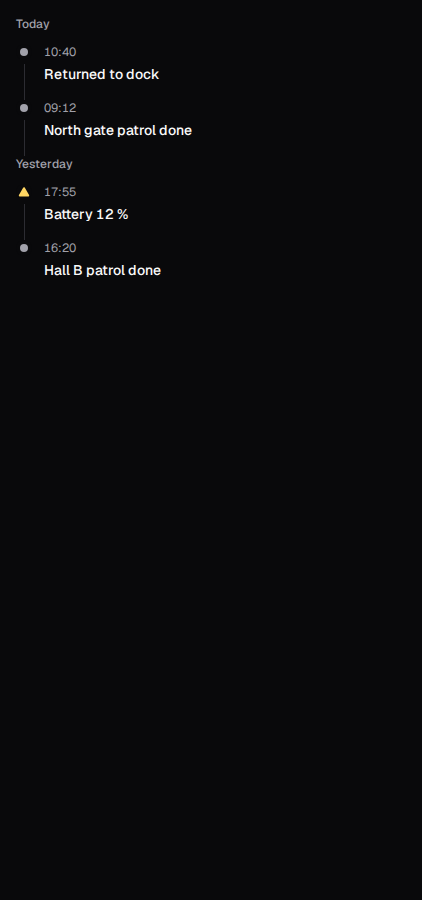 Today
10:40
Returned to dock
09:12
North gate patrol done
Yesterday
17:55
Battery 12 %
16:20
Hall B patrol done